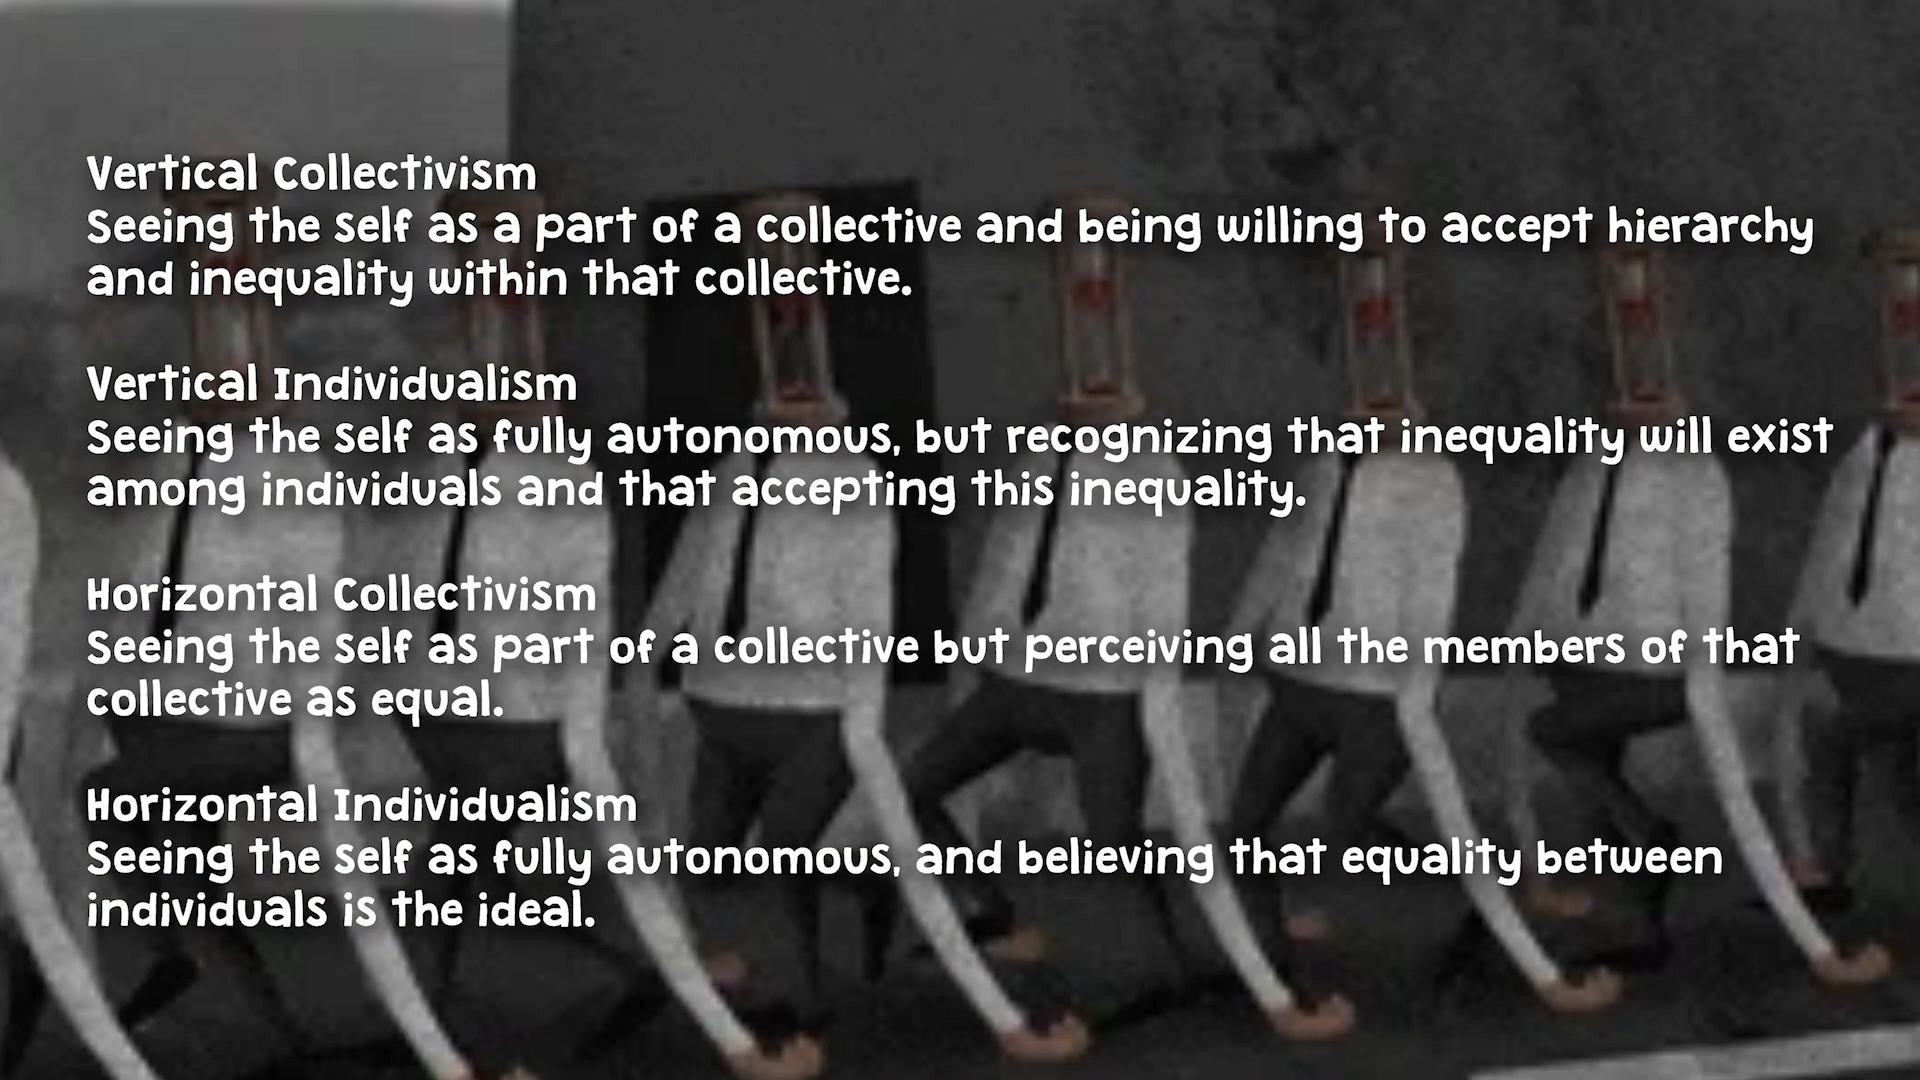 Vertical Collectivism
Seeing the self as a part of a collective and being willing to accept hierarchy
and inequality within that collective.
Vertical Individualism
Seeing the self as fully autonomous, but recognizing that inequality will exist
among individuals and that accepting this inequality.
Horizontal Collectivism
Seeing the self as part of a collective but perceiving all the members of that
collective as equal.
Horizontal Individualism
Seeing the self as fully autonomous, and believing that equality between
individuals is the ideal.